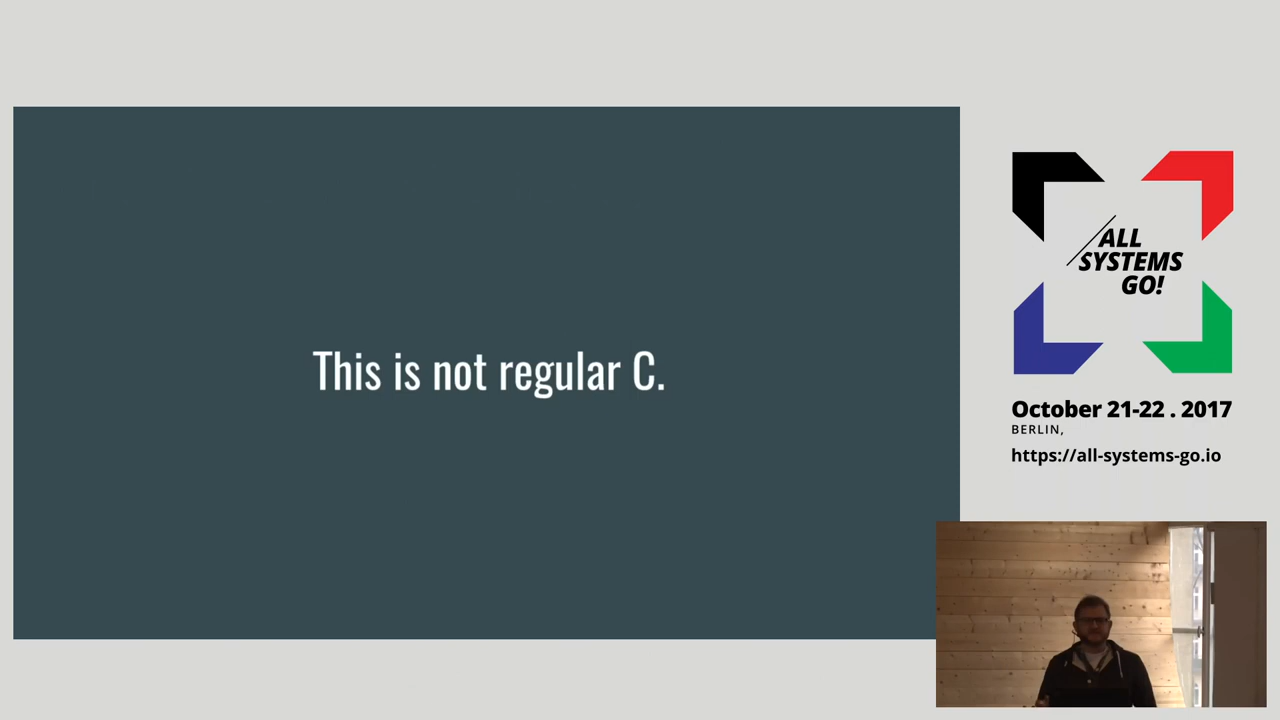 This is not regular C.
ALL
SYSTEMS
GO!
October 21-22 . 2017
BERLIN,
https://all-systems-go.io